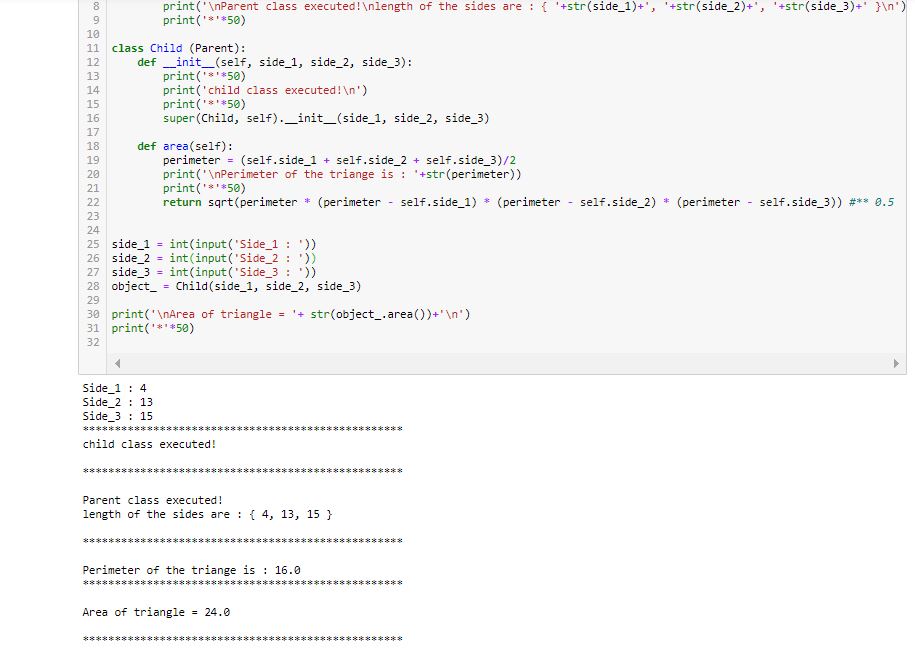 8 print('\nParent class executed!\nlength of the sides are : { '+str(side_1)+', '+str(side_2)+', '+str(side_3)+' }\n')
9 print('*'*50)
10
11 class Child (Parent):
12 def __init__(self, side_1, side_2, side_3):
13 print('*'*50)
14 print('child class executed!\n')
15 print('*'*50)
16 super(Child, self).__init__(side_1, side_2, side_3)
17
18 def area(self):
19 perimeter = (self.side_1 + self.side_2 + self.side_3)/2
20 print('\nPerimeter of the triange is : '+str(perimeter))
21 print('*'*50)
22 return sqrt(perimeter * (perimeter - self.side_1) * (perimeter - self.side_2) * (perimeter - self.side_3)) #** 0.5
23
24
25 side_1 = int(input('Side_1 : '))
26 side_2 = int(input('Side_2 : '))
27 side_3 = int(input('Side_3 : '))
28 object_ = Child(side_1, side_2, side_3)
29
30 print('\nArea of triangle = '+ str(object_.area())+'\n')
31 print('*'*50)
32
Side_1 : 4
Side_2 : 13
Side_3 : 15
**************************************************
child class executed!
**************************************************
Parent class executed!
length of the sides are : { 4, 13, 15 }
**************************************************
Perimeter of the triange is : 16.0
**************************************************
Area of triangle = 24.0
**************************************************